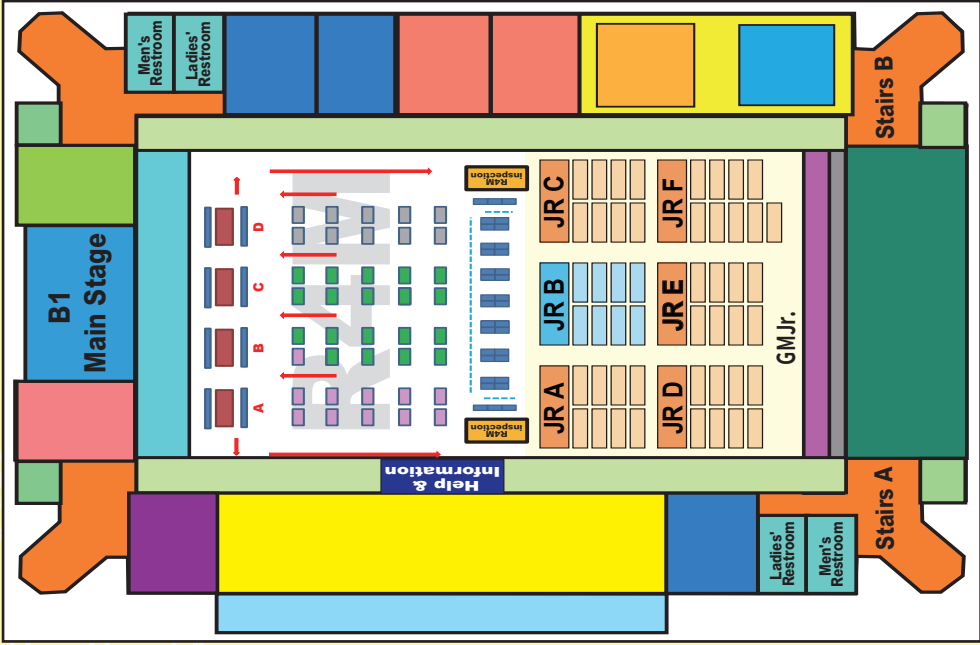 Men's
Restroom
Ladies'
Restroom
Stairs B
B1
Main Stage
R4M
R4M
inspection
D
C
B
A
R4M
inspection
JR C
JR F
JR B
JR E
JR A
JR D
GMJr.
Help &
Information
Stairs A
Ladies'
Restroom
Men's
Restroom